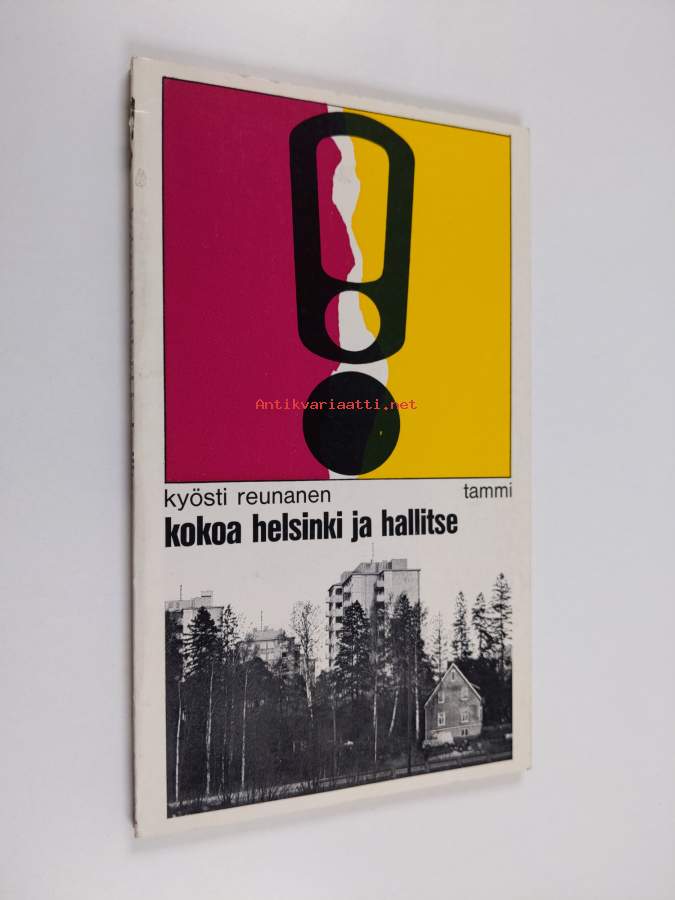 Antikvariaatti.net
kyösti reunanen tammi
kokoa helsinki ja hallitse